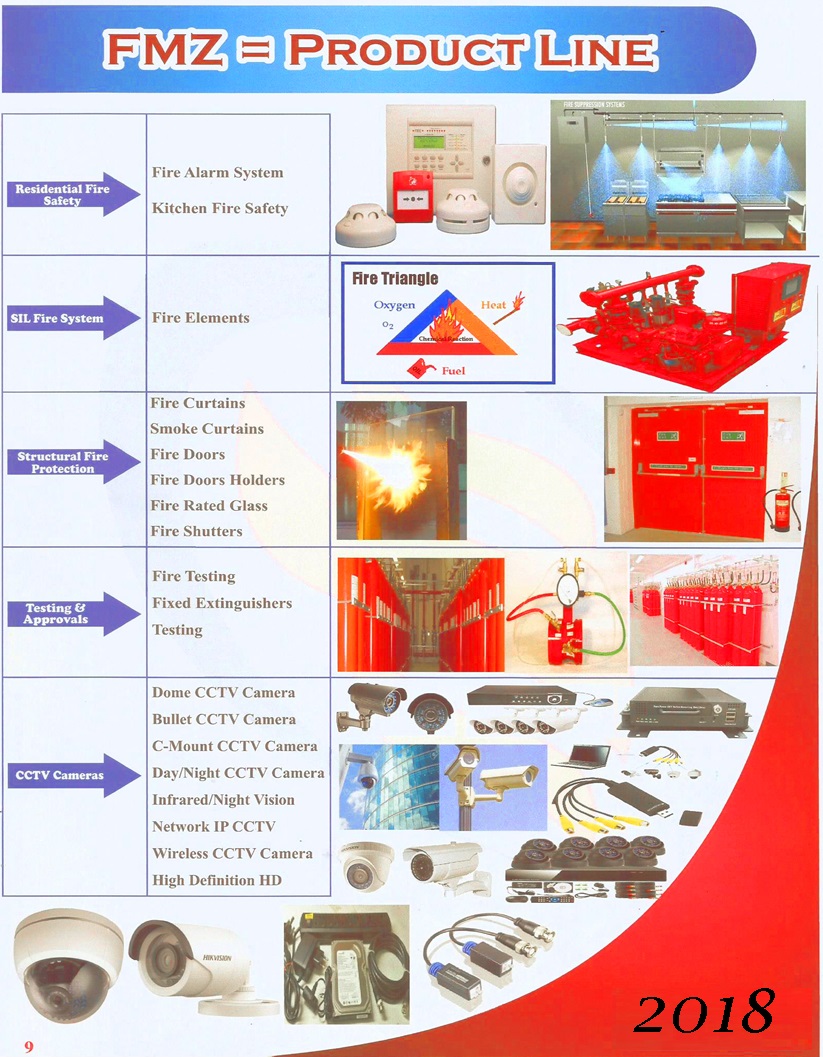 FMZ = PRODUCT LINE
Residential Fire
Safety
Fire Alarm System
Kitchen Fire Safety
FIRE SUPPRESSION SYSTEMS
SIL Fire System
Fire Elements
Fire Triangle
Oxygen
O₂
Heat
Chemical Reaction
Fuel
Structural Fire
Protection
Fire Curtains
Smoke Curtains
Fire Doors
Fire Doors Holders
Fire Rated Glass
Fire Shutters
Testing &
Approvals
Fire Testing
Fixed Extinguishers
Testing
CCTV Cameras
Dome CCTV Camera
Bullet CCTV Camera
C-Mount CCTV Camera
Day/Night CCTV Camera
Infrared/Night Vision
Network IP CCTV
Wireless CCTV Camera
High Definition HD
HIKVISION
2018
9